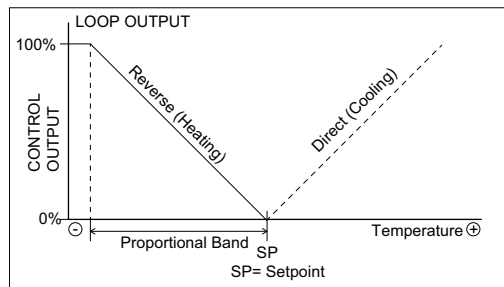 LOOP OUTPUT
100%
CONTROL
OUTPUT
Reverse (Heating)
Direct (Cooling)
0%
- Temperature +
Proportional Band
SP
SP= Setpoint